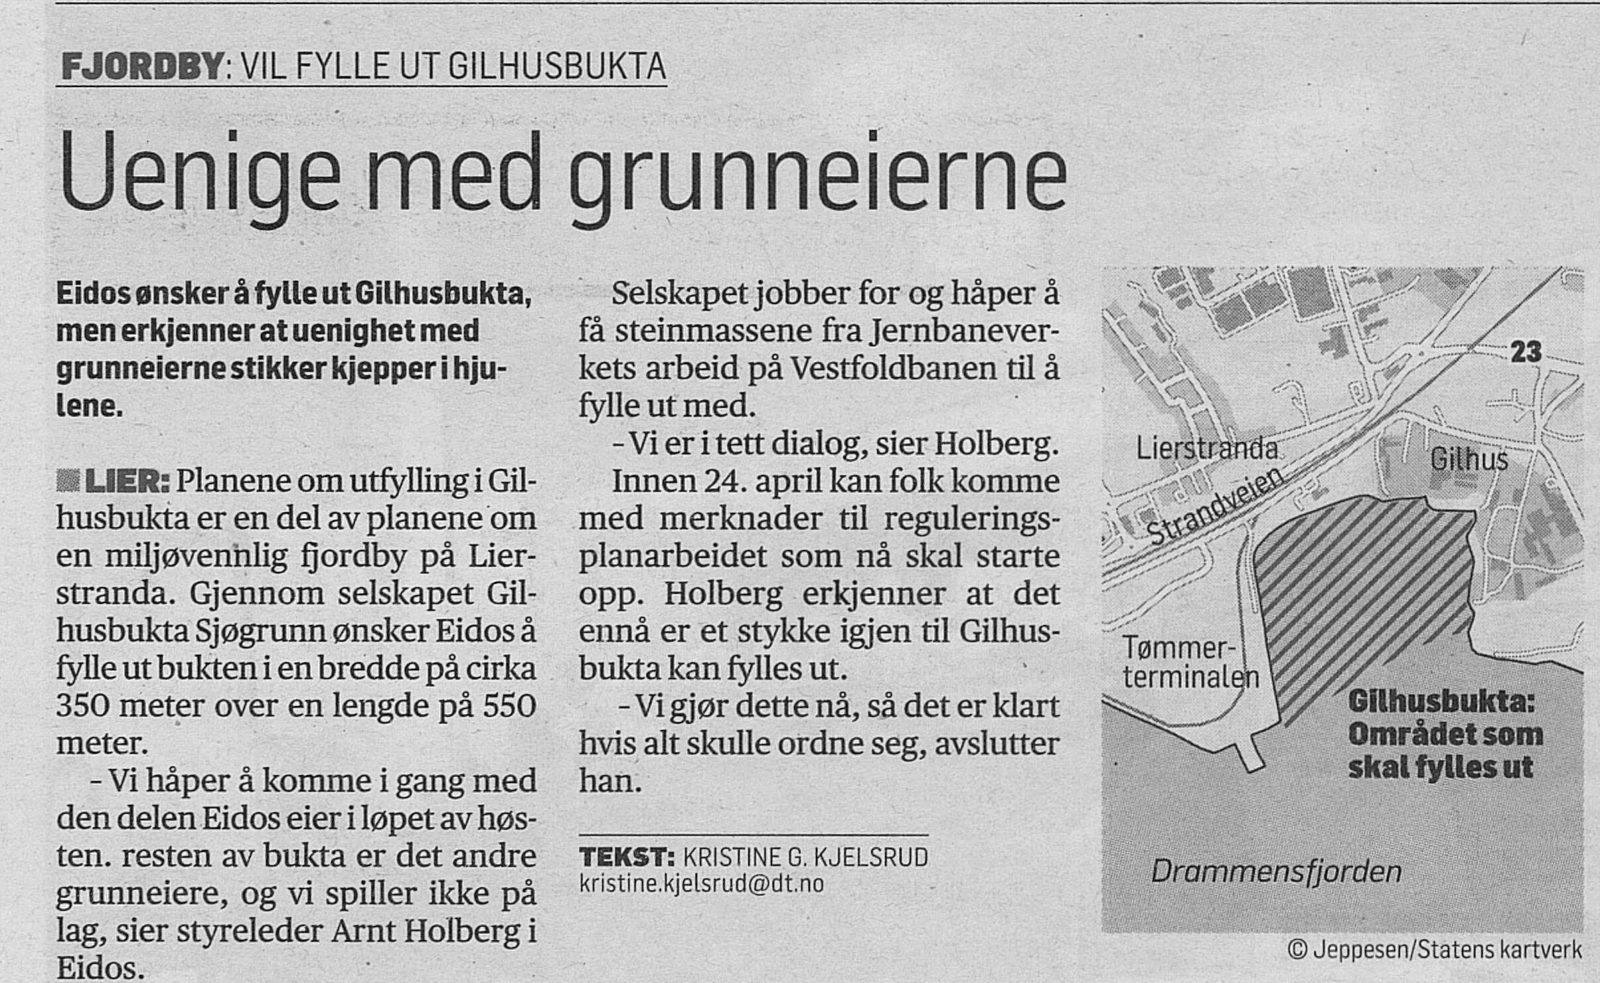 FJORDBY: VIL FYLLE UT GILHUSBUKTA
Uenige med grunneierne
Eidos ønsker å fylle ut Gilhusbukta,
men erkjenner at uenighet med
grunneierne stikker kjepper i hju-
lene.
LIER: Planene om utfylling i Gil-
husbukta er en del av planene om
en miljøvennlig fjordby på Lier-
stranda. Gjennom selskapet Gil-
husbukta Sjøgrunn ønsker Eidos å
fylle ut bukten i en bredde på cirka
350 meter over en lengde på 550
meter.
– Vi håper å komme i gang med
den delen Eidos eier i løpet av høs-
ten. resten av bukta er det andre
grunneiere, og vi spiller ikke på
lag, sier styreleder Arnt Holberg i
Eidos.
Selskapet jobber for og håper å
få steinmassene fra Jernbanever-
kets arbeid på Vestfoldbanen til å
fylle ut med.
– Vi er i tett dialog, sier Holberg.
Innen 24. april kan folk komme
med merknader til regulerings-
planarbeidet som nå skal starte
opp. Holberg erkjenner at det
ennå er et stykke igjen til Gilhus-
bukta kan fylles ut.
– Vi gjør dette nå, så det er klart
hvis alt skulle ordne seg, avslutter
han.
TEKST: KRISTINE G. KJELSRUD
kristine.kjelsrud@dt.no
23
Lierstranda
Gilhus
Strandveien
Tømmer-
terminalen
Gilhusbukta:
Området som
skal fylles ut
Drammensfjorden
© Jeppesen/Statens kartverk